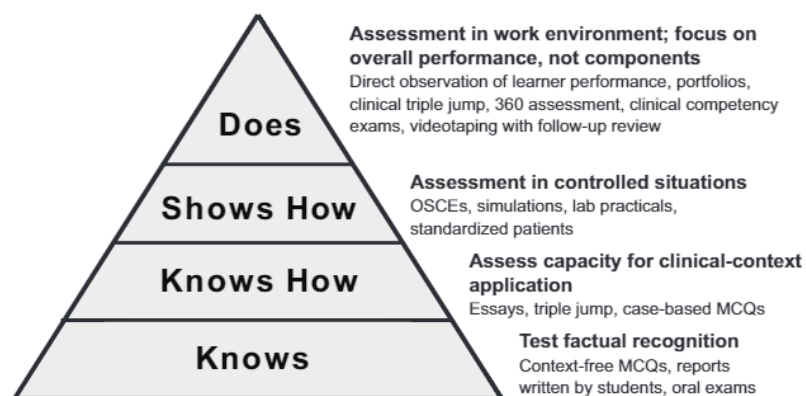 Assessment in work environment; focus on
overall performance, not components
Direct observation of learner performance, portfolios,
clinical triple jump, 360 assessment, clinical competency
exams, videotaping with follow-up review
Does
Assessment in controlled situations
OSCEs, simulations, lab practicals,
standardized patients
Shows How
Assess capacity for clinical-context
application
Essays, triple jump, case-based MCQs
Knows How
Test factual recognition
Context-free MCQs, reports
written by students, oral exams
Knows